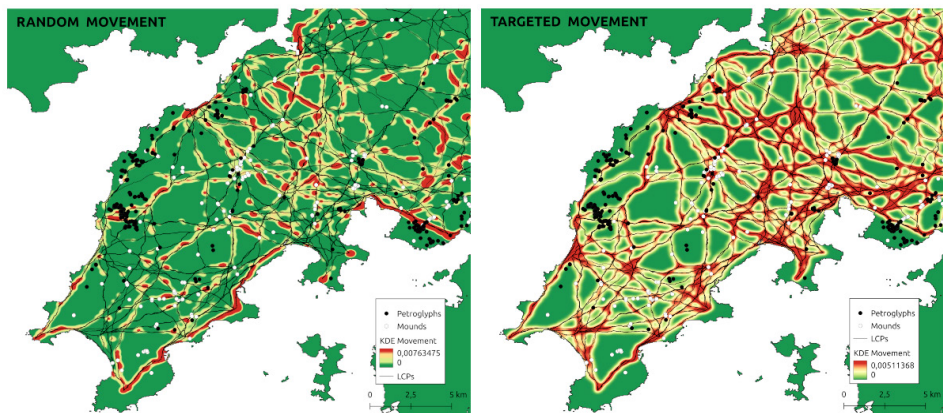 RANDOM MOVEMENT
Petroglyphs
Mounds
KDE Movement
0,00763475
0
LCPs
0 2,5 5 km
TARGETED MOVEMENT
Petroglyphs
Mounds
LCPs
KDE Movement
0,00511368
0
0 2,5 5 km